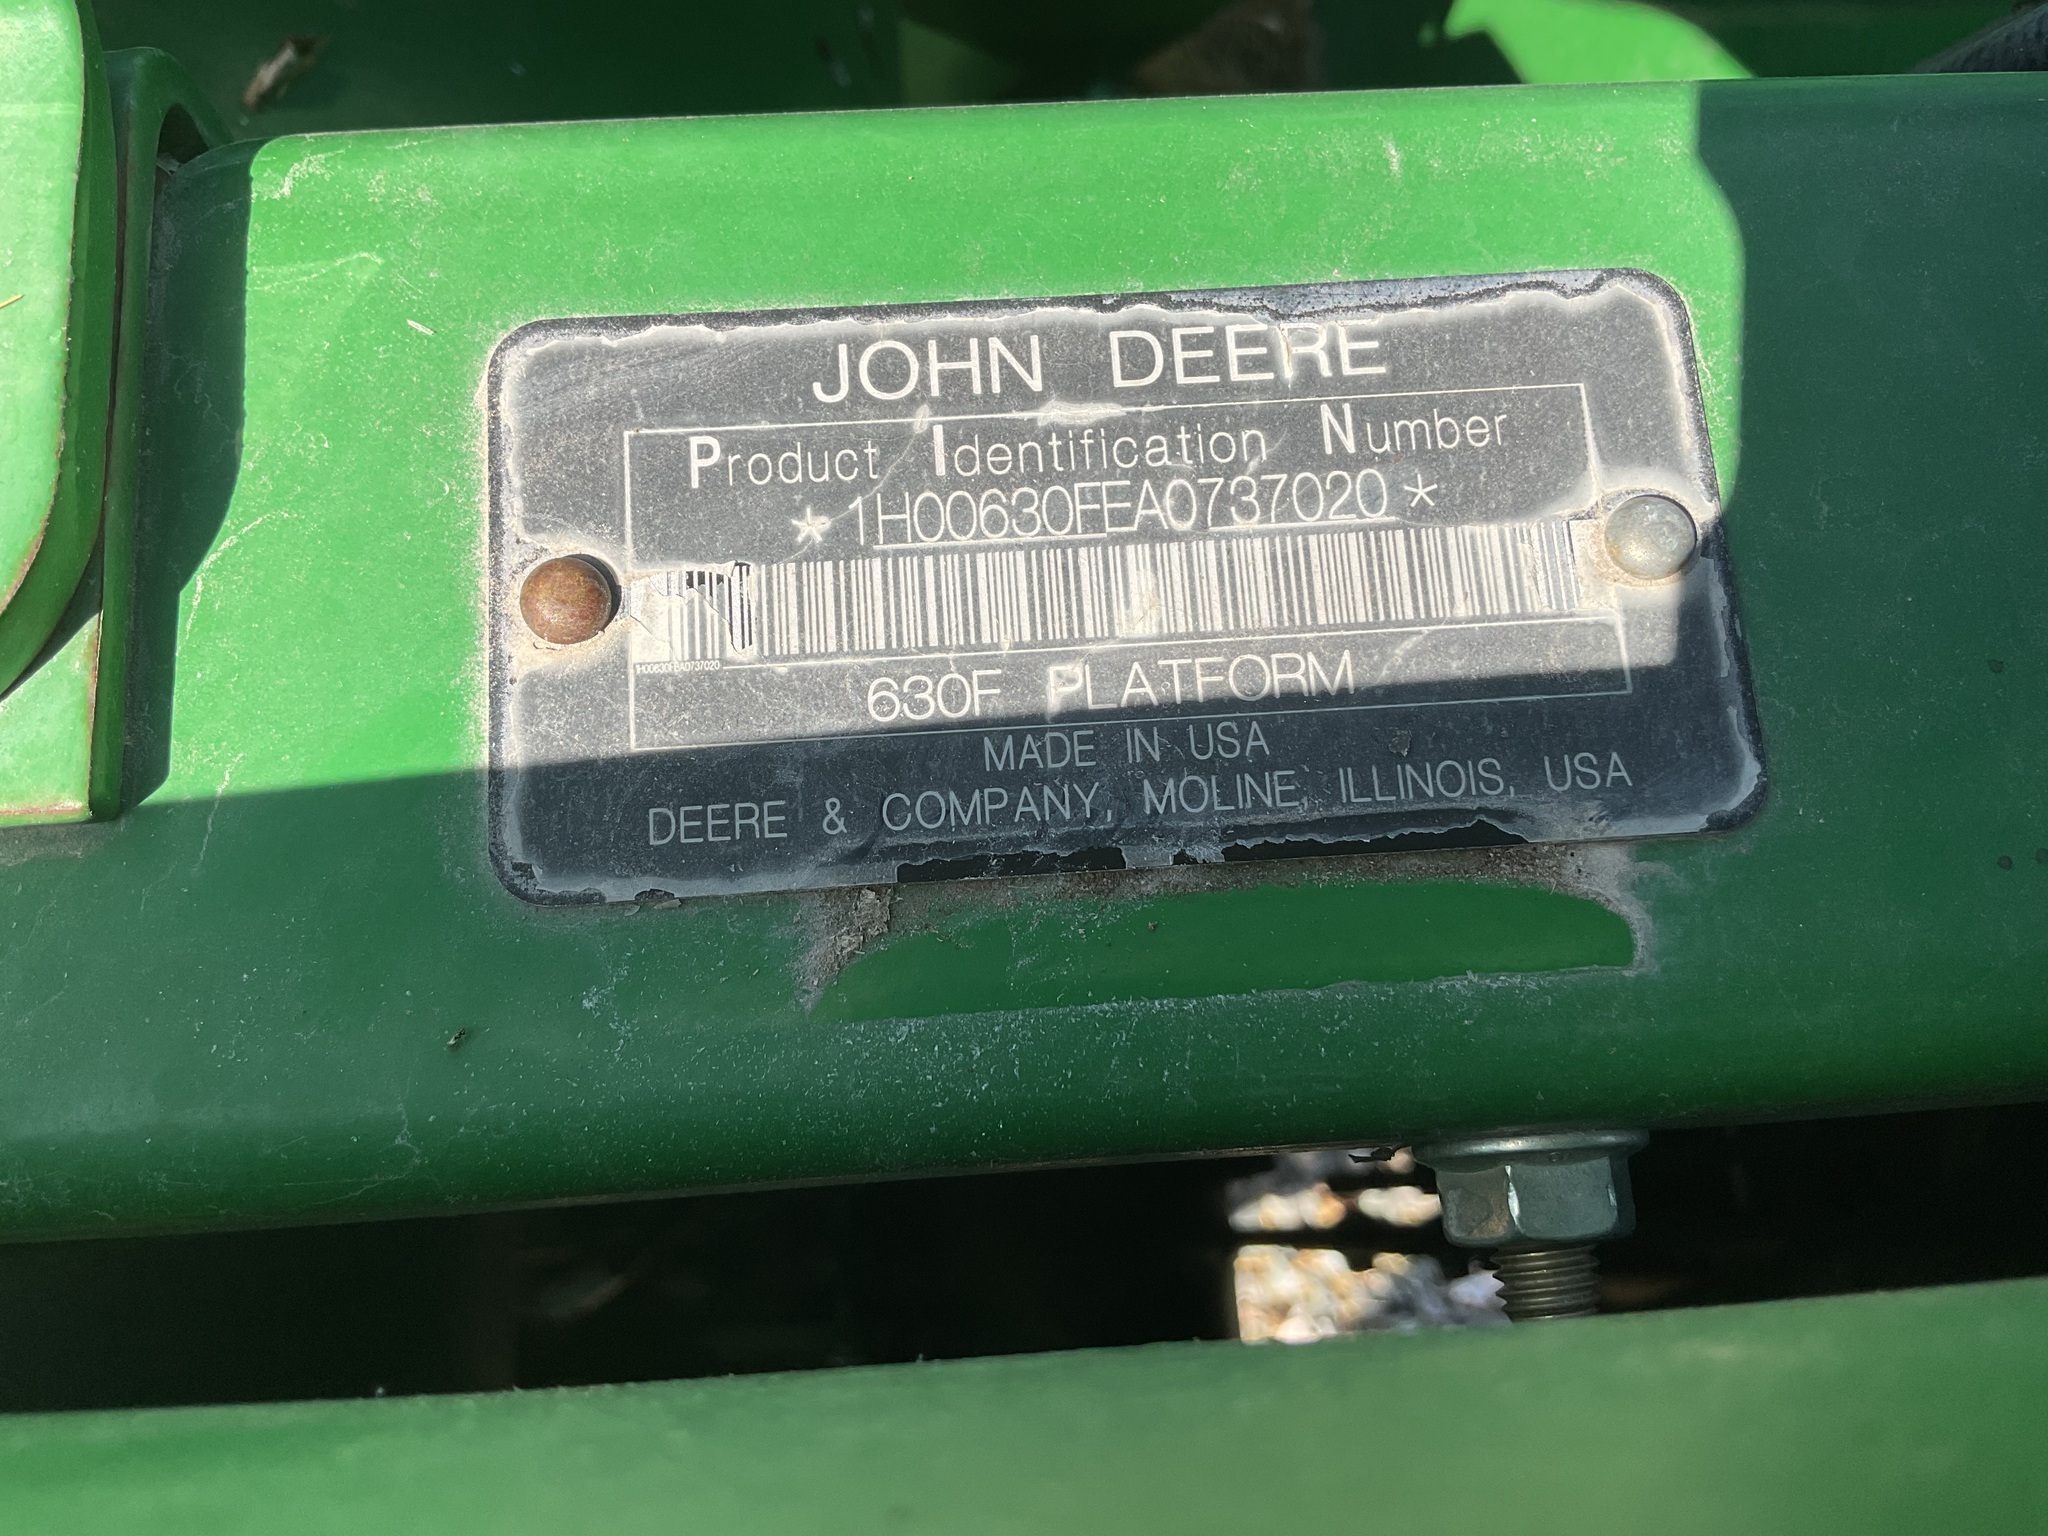 JOHN DEERE
Product Identification Number
*1H00630FEA0737020*
1H00630FEA0737020
630F PLATFORM
MADE IN USA
DEERE & COMPANY, MOLINE, ILLINOIS, USA